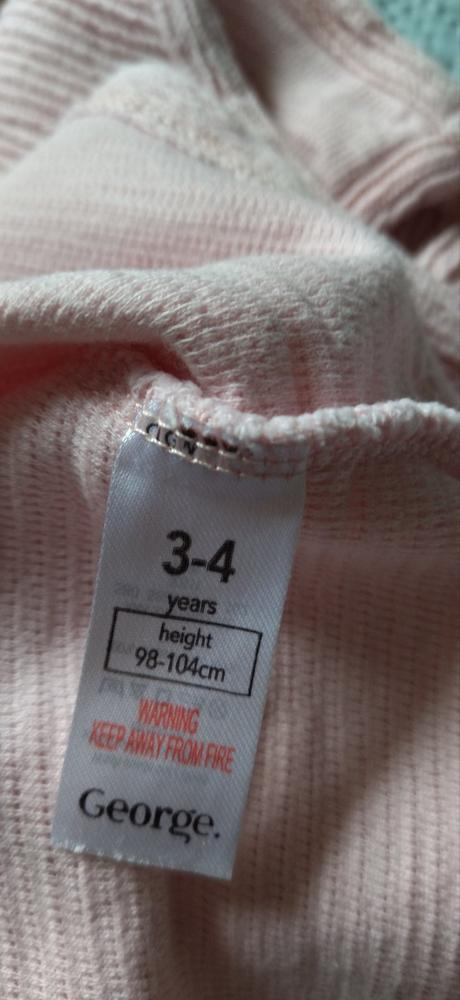 3-4
years
height
98-104cm
WARNING
KEEP AWAY FROM FIRE
George.